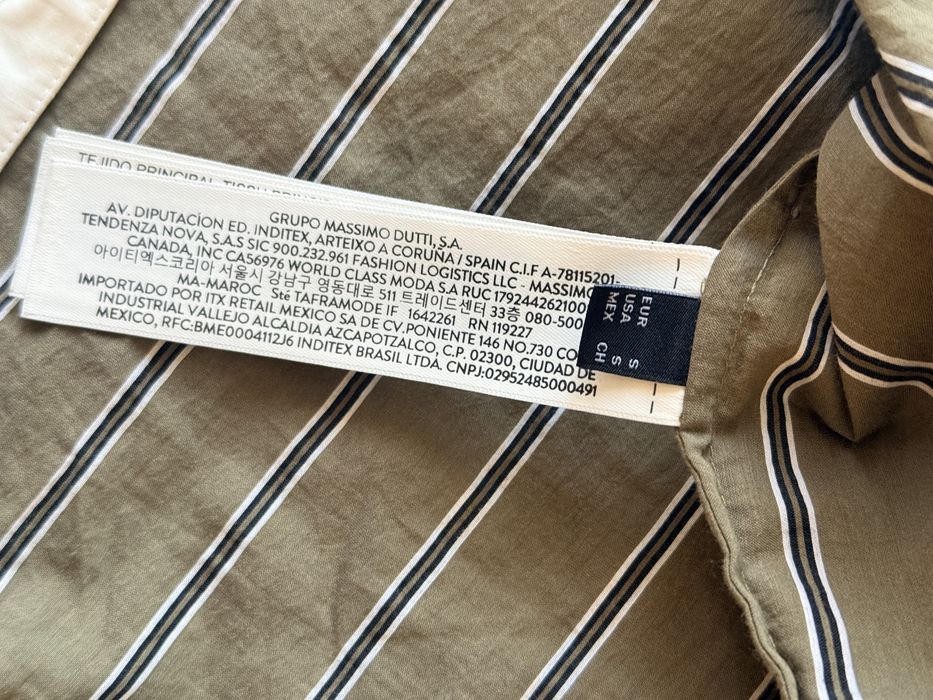 TEJIDO PRINCIPAL
GRUPO MASSIMO DUTTI, S.A.
AV. DIPUTACÍON ED. INDITEX, ARTEIXO A CORUÑA / SPAIN C.I.F A-78115201
TENDENZA NOVA, S.A.S SIC 900.232.961 FASHION LOGISTICS LLC - MASSIMO
CANADA, INC CA56976 WORLD CLASS MODA S.A RUC 179244262100
아이티엑스코리아 서울시 강남구 영동대로 511 트레이드센터 33층 080-500
MA-MAROC Sté TAFRAMODE IF 1642261 RN 119227
IMPORTADO POR ITX RETAIL MEXICO SA DE CV.PONIENTE 146 NO.730 CO
INDUSTRIAL VALLEJO ALCALDIA AZCAPOTZALCO, C.P. 02300, CIUDAD DE
MEXICO, RFC:BME0004112J6 INDITEX BRASIL LTDA. CNPJ:02952485000491
EUR S
USA S
MEX CH